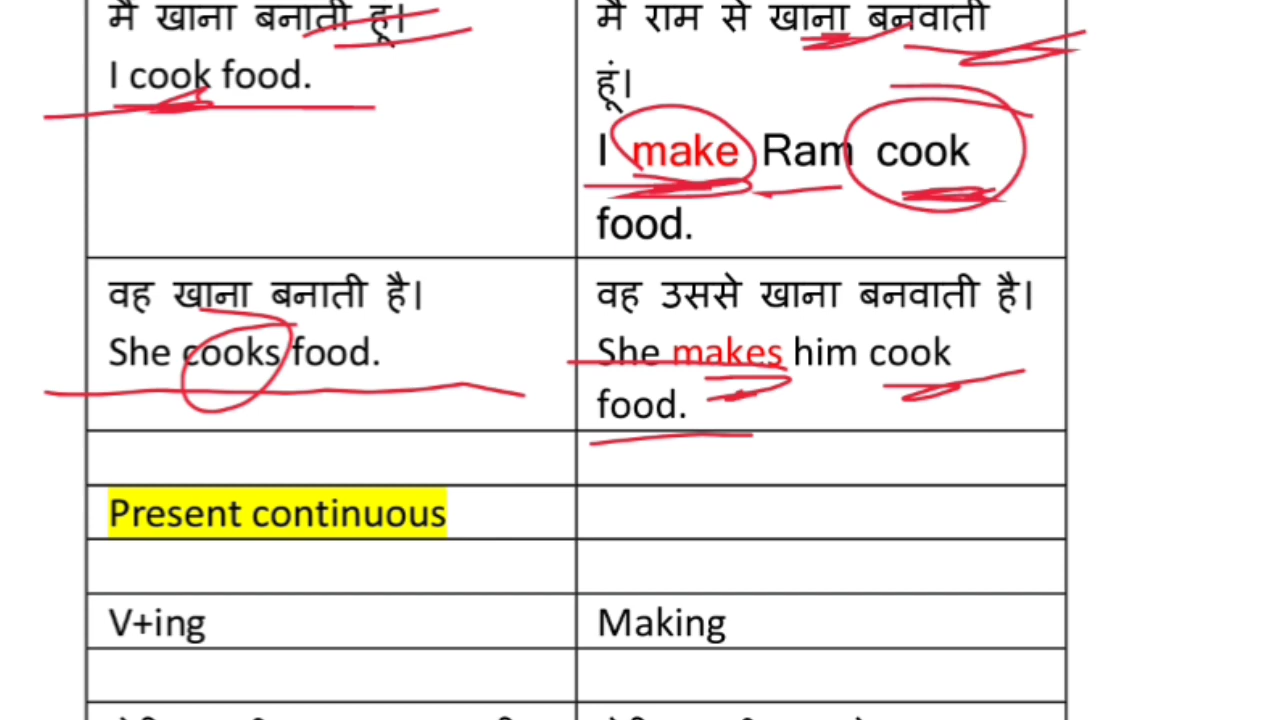 मैं खाना बनाती हूं।
I cook food.
मैं राम से खाना बनवाती
हूं।
I make Ram cook
food.
वह खाना बनाती है।
She cooks food.
वह उससे खाना बनवाती है।
She makes him cook
food.
Present continuous
V+ing
Making